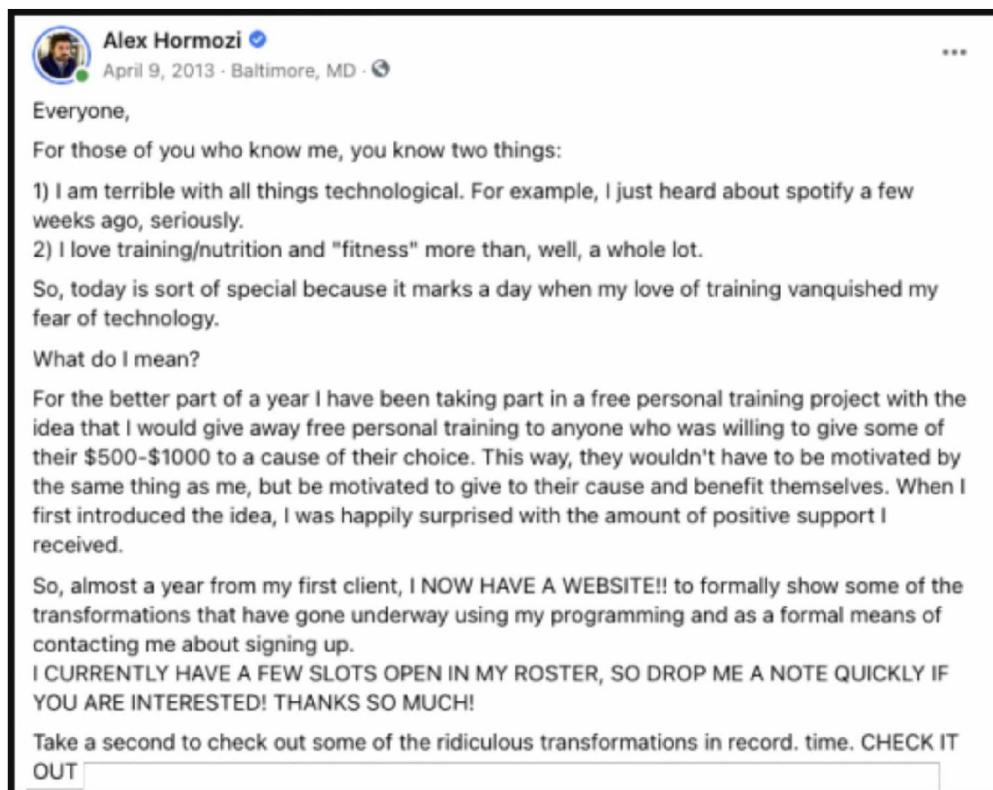 Alex Hormozi
April 9, 2013 · Baltimore, MD ·
Everyone,
For those of you who know me, you know two things:
1) I am terrible with all things technological. For example, I just heard about spotify a few
weeks ago, seriously.
2) I love training/nutrition and "fitness" more than, well, a whole lot.
So, today is sort of special because it marks a day when my love of training vanquished my
fear of technology.
What do I mean?
For the better part of a year I have been taking part in a free personal training project with the
idea that I would give away free personal training to anyone who was willing to give some of
their $500-$1000 to a cause of their choice. This way, they wouldn't have to be motivated by
the same thing as me, but be motivated to give to their cause and benefit themselves. When I
first introduced the idea, I was happily surprised with the amount of positive support I
received.
So, almost a year from my first client, I NOW HAVE A WEBSITE!! to formally show some of the
transformations that have gone underway using my programming and as a formal means of
contacting me about signing up.
I CURRENTLY HAVE A FEW SLOTS OPEN IN MY ROSTER, SO DROP ME A NOTE QUICKLY IF
YOU ARE INTERESTED! THANKS SO MUCH!
Take a second to check out some of the ridiculous transformations in record. time. CHECK IT
OUT